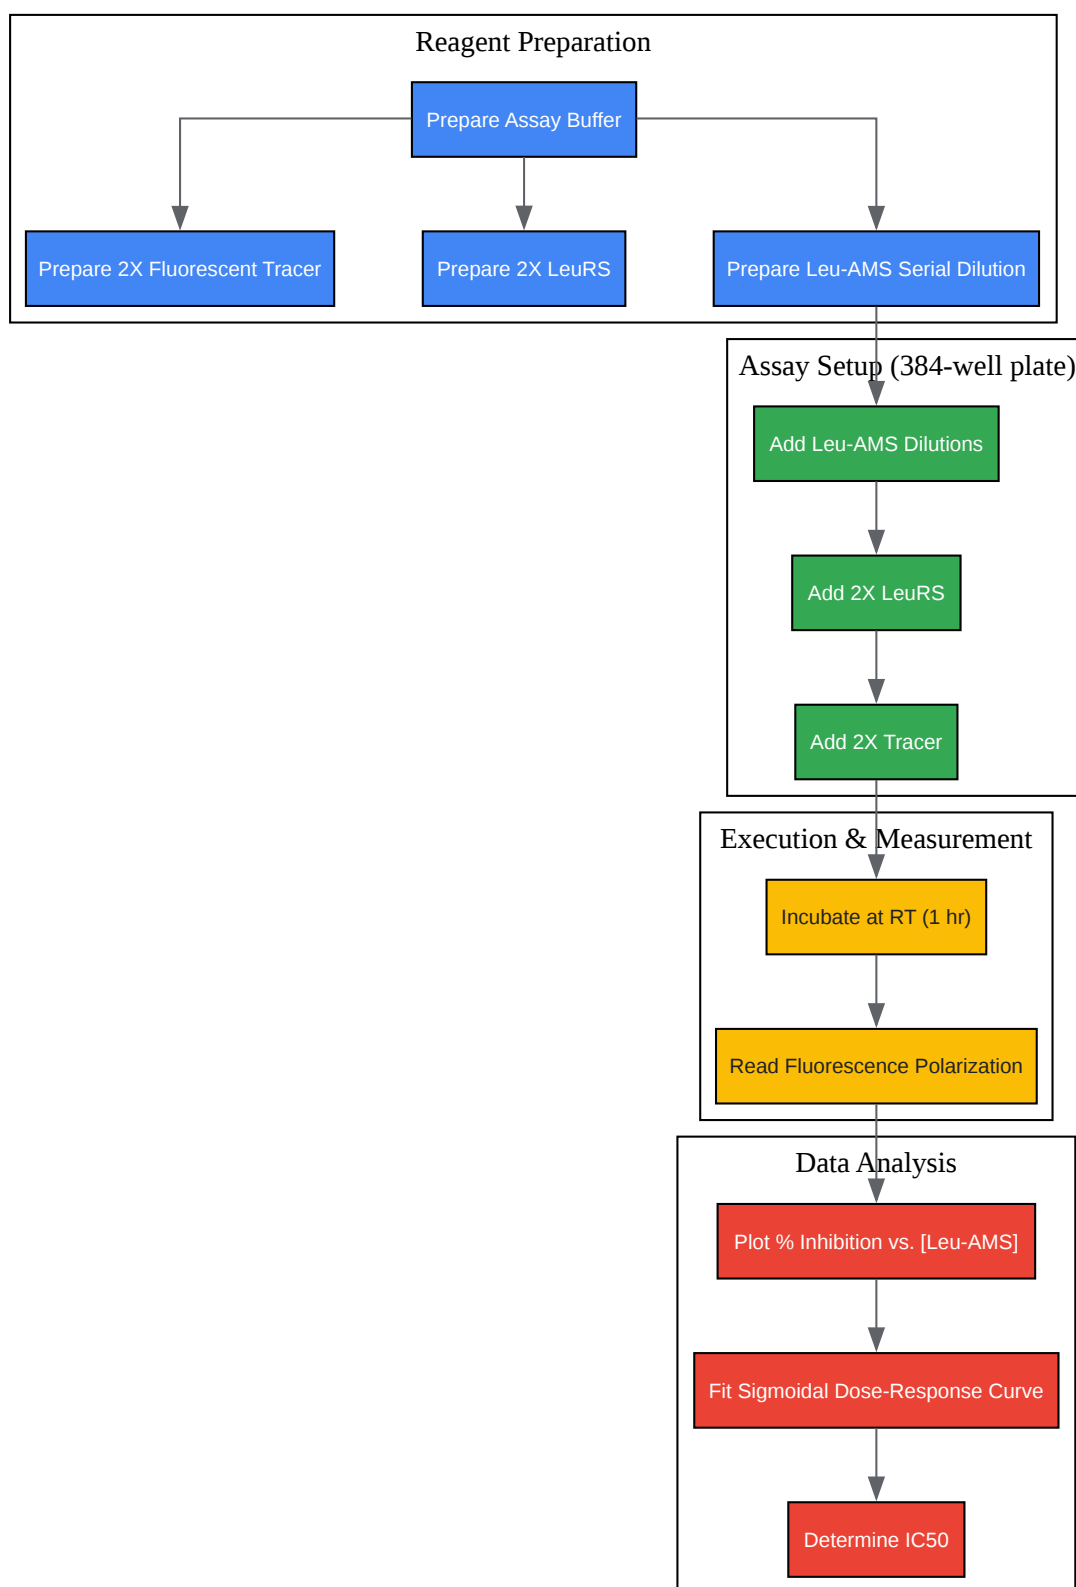 Reagent Preparation
Prepare Assay Buffer
Prepare 2X Fluorescent Tracer
Prepare 2X LeuRS
Prepare Leu-AMS Serial Dilution
Assay Setup (384-well plate)
Add Leu-AMS Dilutions
Add 2X LeuRS
Add 2X Tracer
Execution & Measurement
Incubate at RT (1 hr)
Read Fluorescence Polarization
Data Analysis
Plot % Inhibition vs. [Leu-AMS]
Fit Sigmoidal Dose-Response Curve
Determine IC50